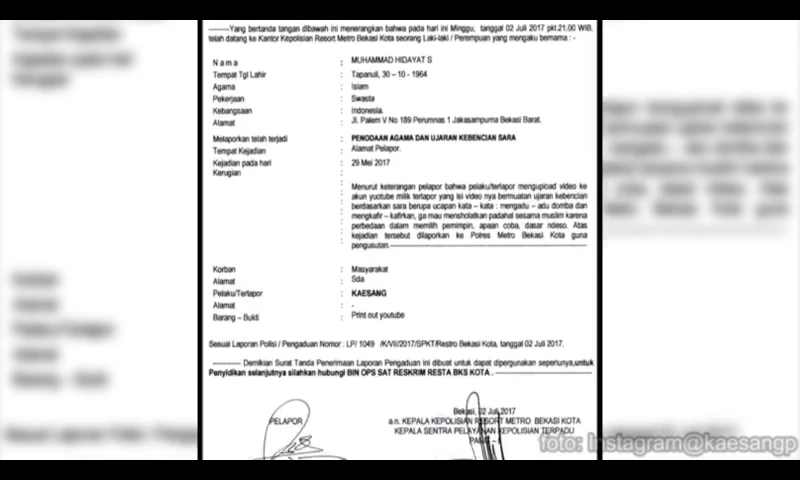 ---------Yang bertanda tangan dibawah ini menerangkan bahwa pada hari ini Minggu, tanggal 02 Juli 2017 pkl.21.00 WIB,
telah datang ke Kantor Kepolisian Resort Metro Bekasi Kota seorang Laki-laki / Perempuan yang mengaku bernama : -
N a m a : MUHAMMAD HIDAYAT S
Tempat Tgl Lahir : Tapanuli, 30 - 10 - 1964
Agama : Islam
Pekerjaan : Swasta
Kebangsaan : Indonesia.
Alamat : Jl. Palem V No 189 Perumnas 1 Jakasampurna Bekasi Barat.
Melaporkan telah terjadi : PENODAAN AGAMA DAN UJARAN KEBENCIAN SARA
Tempat Kejadian : Alamat Pelapor.
Kejadian pada hari : 29 Mei 2017
Kerugian :
: Menurut keterangan pelapor bahwa pelaku/terlapor mengupload video ke
: akun yuotube milik terlapor yang isi video nya bermuatan ujaran kebencian
: berdasarkan sara berupa ucapan kata – kata : mengadu – adu domba dan
: mengkafir – kafirkan, ga mau mensholatkan padahal sesama muslim karena
: perbedaan dalam memilih pemimpin, apaan coba, dasar ndeso. Atas
: kejadian tersebut dilaporkan ke Polres Metro Bekasi Kota guna
: pengusutan.---------
Korban : Masyarakat
Alamat : Sda
Pelaku/Terlapor : KAESANG
Alamat : -
Barang – Bukti : Print out youtube
Sesuai Laporan Polisi / Pengaduan Nomor : LP/ 1049 /K/VII/2017/SPKT/Restro Bekasi Kota, tanggal 02 Juli 2017.
--------- Demikian Surat Tanda Penerimaan Laporan Pengaduan ini dibuat untuk dapat dipergunakan seperlunya,untuk
Penyidikan selanjutnya silahkan hubungi BIN OPS SAT RESKRIM RESTA BKS KOTA . ---------
Bekasi, 02 Juli 2017
PELAPOR
a.n. KEPALA KEPOLISIAN RESORT METRO BEKASI KOTA
KEPALA SENTRA PELAYANAN KEPOLISIAN TERPADU
foto: Instagram@kaesangp